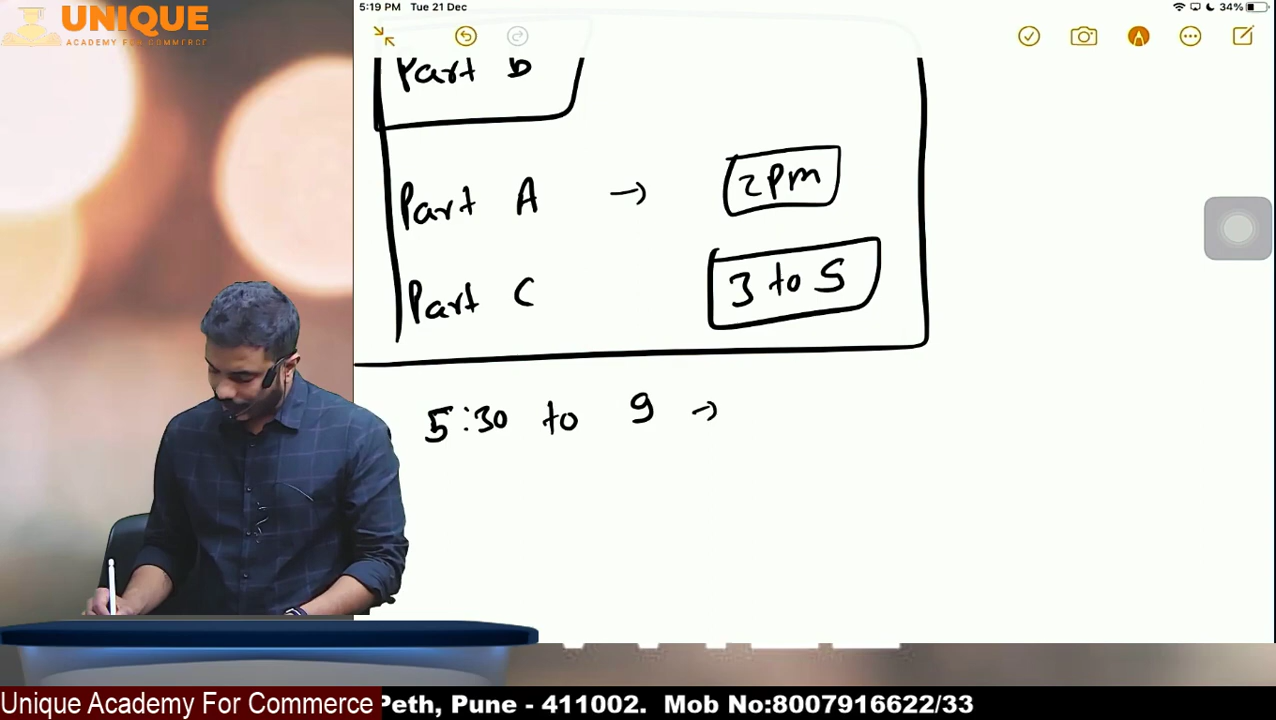 UNIQUE
ACADEMY FOR COMMERCE
5:19 PM Tue 21 Dec
34%
Part B
Part A → 2pm
Part C 3 to 5
5:30 to 9 →
Unique Academy For Commerce
Peth, Pune - 411002. Mob No:8007916622/33